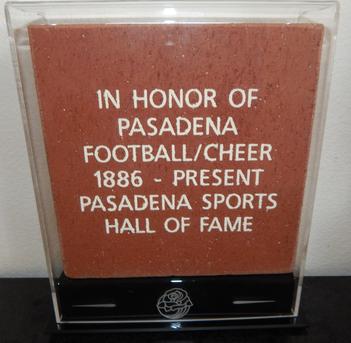 IN HONOR OF
PASADENA
FOOTBALL/CHEER
1886 - PRESENT
PASADENA SPORTS
HALL OF FAME